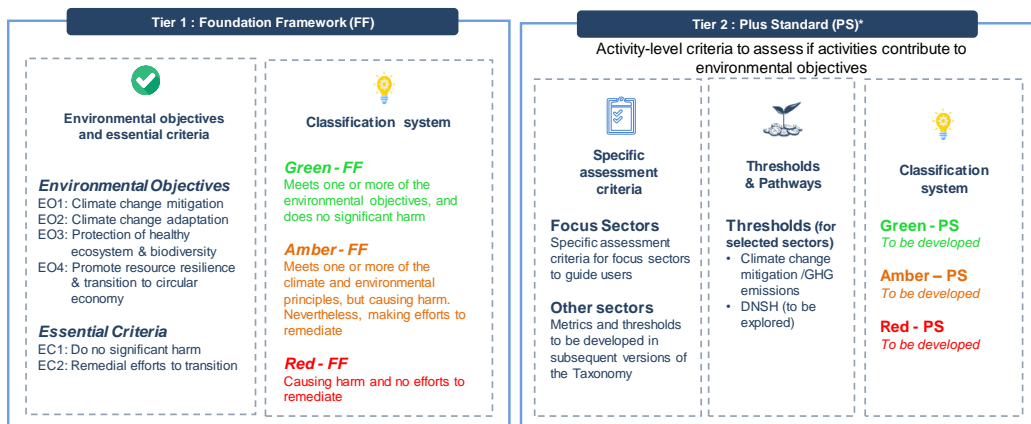 Tier 1 : Foundation Framework (FF)
Environmental objectives
and essential criteria
Environmental Objectives
EO1: Climate change mitigation
EO2: Climate change adaptation
EO3: Protection of healthy
ecosystem & biodiversity
EO4: Promote resource resilience
& transition to circular
economy
Essential Criteria
EC1: Do no significant harm
EC2: Remedial efforts to transition
Classification system
Green - FF
Meets one or more of the
environmental objectives, and
does no significant harm
Amber - FF
Meets one or more of the
climate and environmental
principles, but causing harm.
Nevertheless, making efforts to
remediate
Red - FF
Causing harm and no efforts to
remediate
Tier 2 : Plus Standard (PS)*
Activity-level criteria to assess if activities contribute to
environmental objectives
Specific
assessment
criteria
Focus Sectors
Specific assessment
criteria for focus sectors
to guide users
Other sectors
Metrics and thresholds
to be developed in
subsequent versions of
the Taxonomy
Thresholds
& Pathways
Thresholds (for
selected sectors)
• Climate change
mitigation /GHG
emissions
• DNSH (to be
explored)
Classification
system
Green - PS
To be developed
Amber – PS
To be developed
Red - PS
To be developed